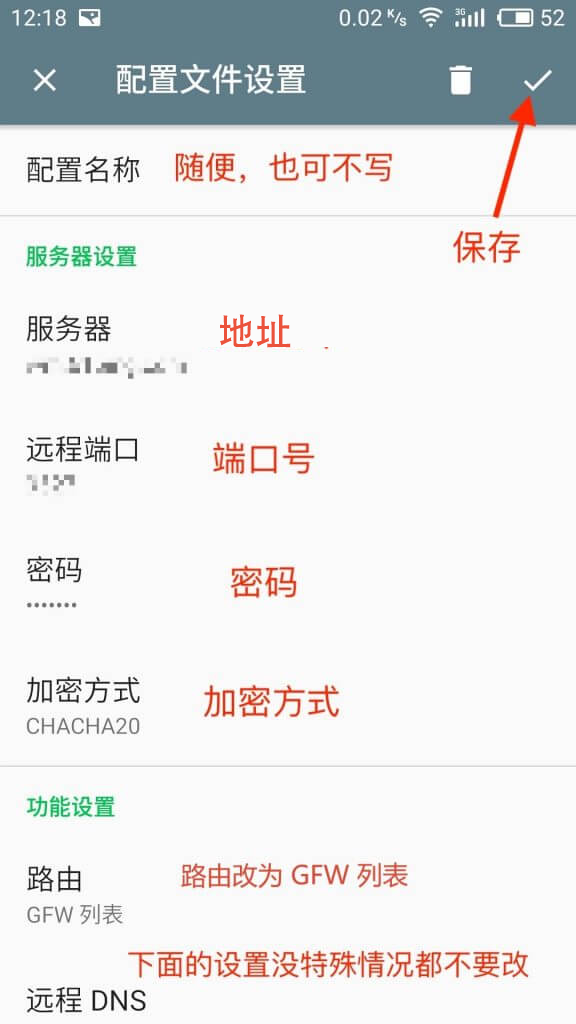 12:18 0.02 K/s 3G 52
配置文件设置
配置名称 随便，也可不写
保存
服务器设置
服务器 地址
远程端口 端口号
密码 密码
•••••••
加密方式 加密方式
CHACHA20
功能设置
路由 路由改为 GFW 列表
GFW 列表
下面的设置没特殊情况都不要改
远程 DNS